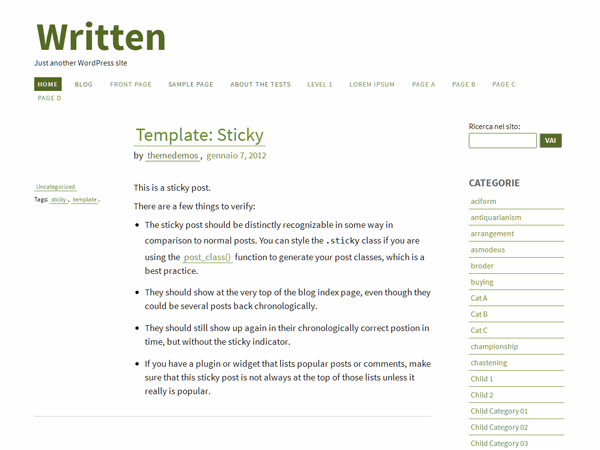 Written
Just another WordPress site
HOME BLOG FRONT PAGE SAMPLE PAGE ABOUT THE TESTS LEVEL 1 LOREM IPSUM PAGE A PAGE B PAGE C
PAGE D
Template: Sticky
by themedemos, gennaio 7, 2012
Uncategorized
Tags: sticky, template.
This is a sticky post.
There are a few things to verify:
• The sticky post should be distinctly recognizable in some way in
comparison to normal posts. You can style the .sticky class if you are
using the post_class() function to generate your post classes, which is a
best practice.
• They should show at the very top of the blog index page, even though they
could be several posts back chronologically.
• They should still show up again in their chronologically correct postion in
time, but without the sticky indicator.
• If you have a plugin or widget that lists popular posts or comments, make
sure that this sticky post is not always at the top of those lists unless it
really is popular.
Ricerca nel sito:
VAI
CATEGORIE
aciform
antiquarianism
arrangement
asmodeus
broder
buying
Cat A
Cat B
Cat C
championship
chastening
Child 1
Child 2
Child Category 01
Child Category 02
Child Category 03